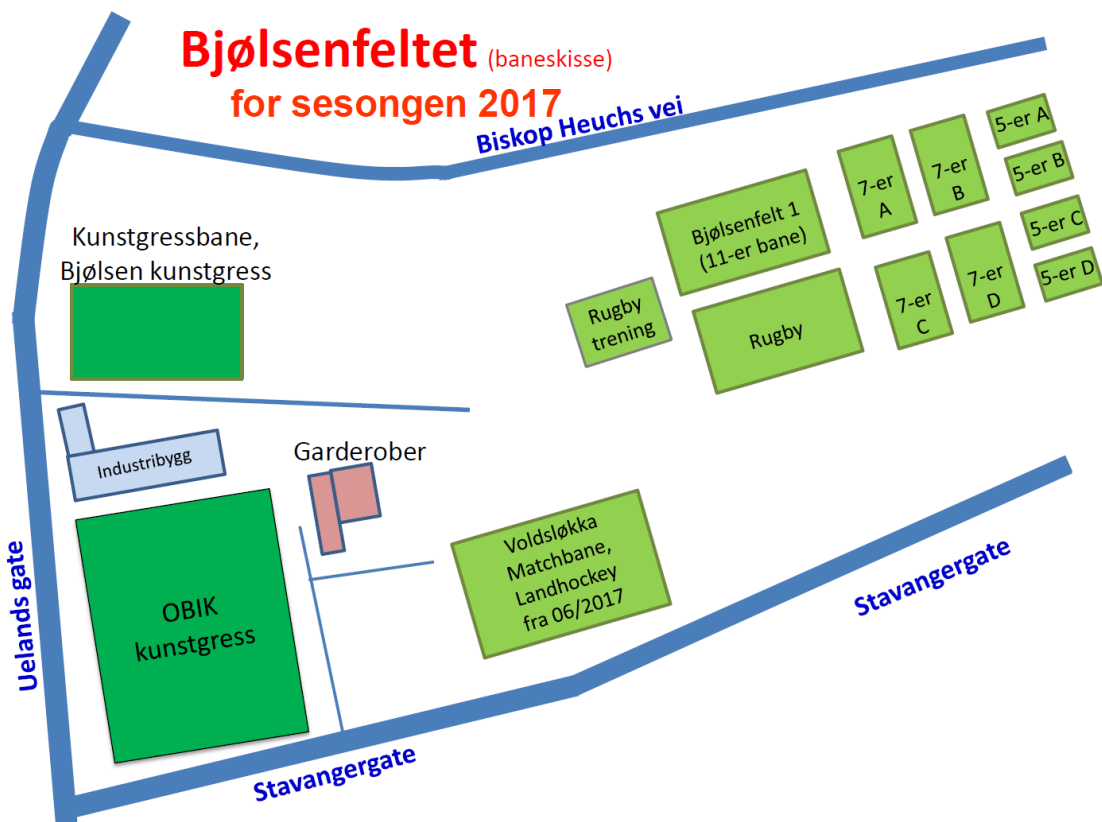 Bjølsenfeltet (baneskisse)
for sesongen 2017
Biskop Heuchs vei
5-er A
7-er
B
7-er
A
5-er B
Bjølsenfelt 1
(11-er bane)
5-er C
Kunstgressbane,
Bjølsen kunstgress
7-er
D
5-er D
7-er
C
Rugby
trening
Rugby
Industribygg
Garderober
Voldsløkka
Matchbane,
Landhockey
fra 06/2017
OBIK
kunstgress
Uelands gate
Stavangergate
Stavangergate